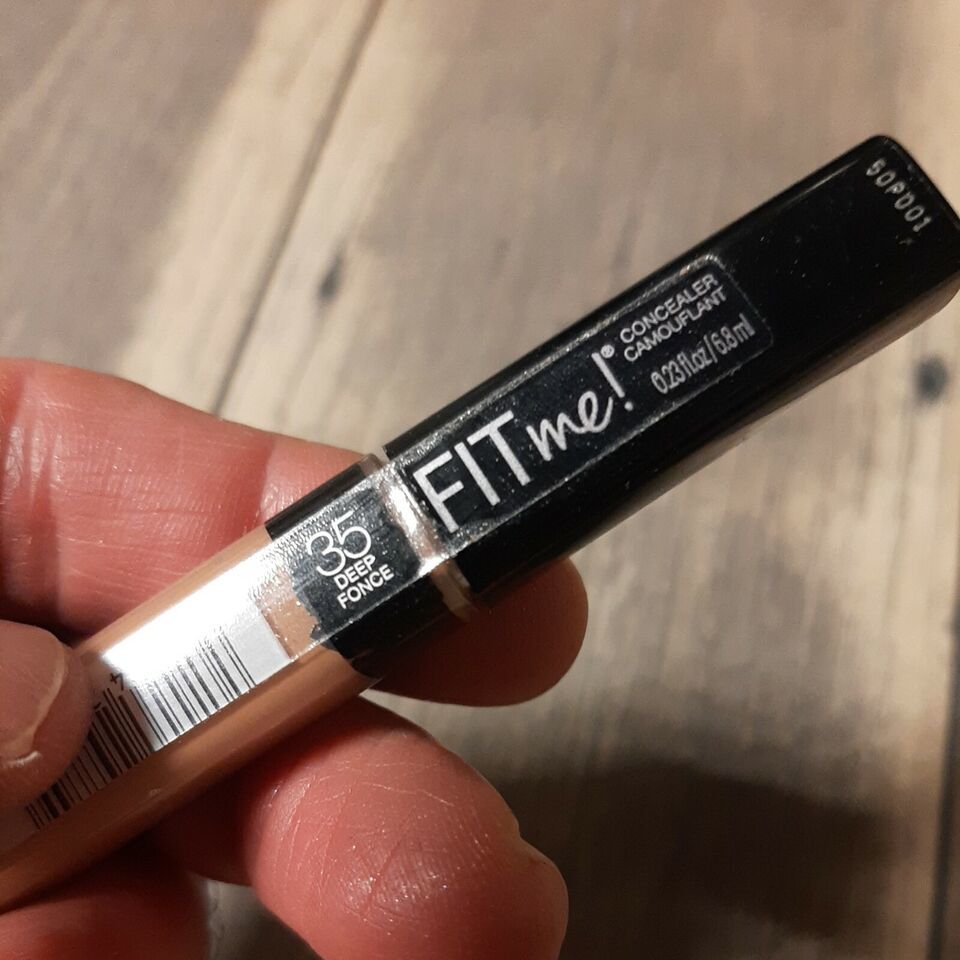 50P001
FIT me!®
CONCEALER
CAMOUFLANT
0.23 fl.oz/6.8 ml
35
DEEP
FONCE